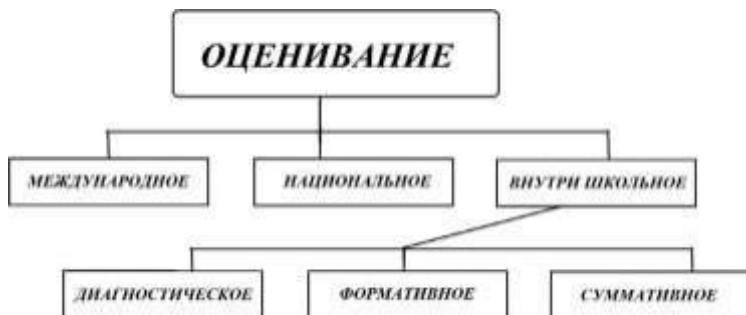 ОЦЕНИВАНИЕ
МЕЖДУНАРОДНОЕ
НАЦИОНАЛЬНОЕ
ВНУТРИ ШКОЛЬНОЕ
ДИАГНОСТИЧЕСКОЕ
ФОРМАТИВНОЕ
СУММАТИВНОЕ